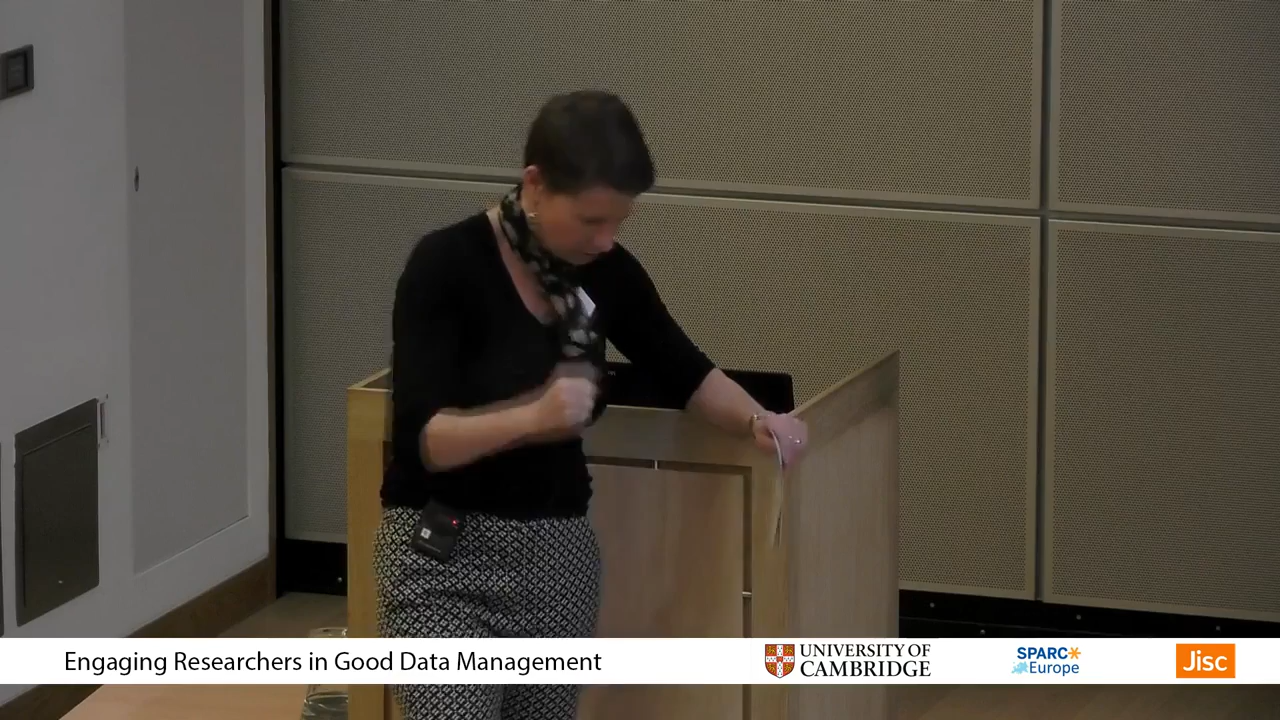 Engaging Researchers in Good Data Management
UNIVERSITY OF
CAMBRIDGE
SPARC*
Europe
Jisc